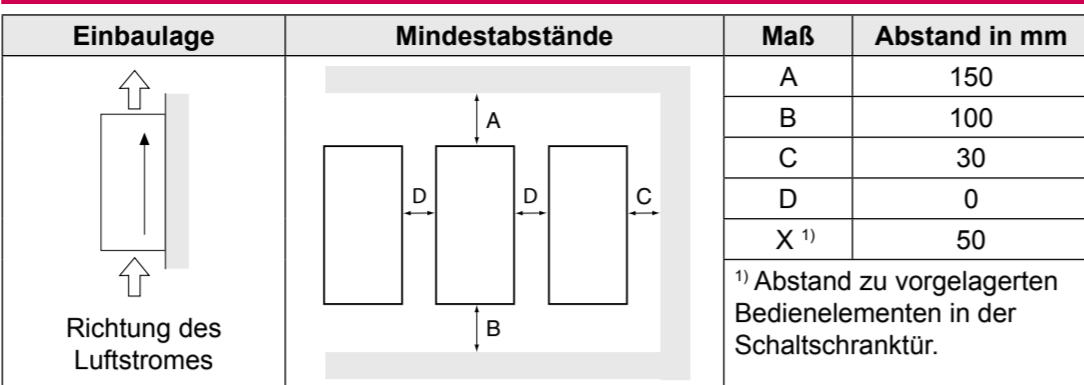 Einbaulage Mindestabstände Maß Abstand in mm
A 150
B 100
C 30
D 0
X 1) 50
1) Abstand zu vorgelagerten
Bedienelementen in der
Schaltschranktür.
A
D D C
B
Richtung des
Luftstromes